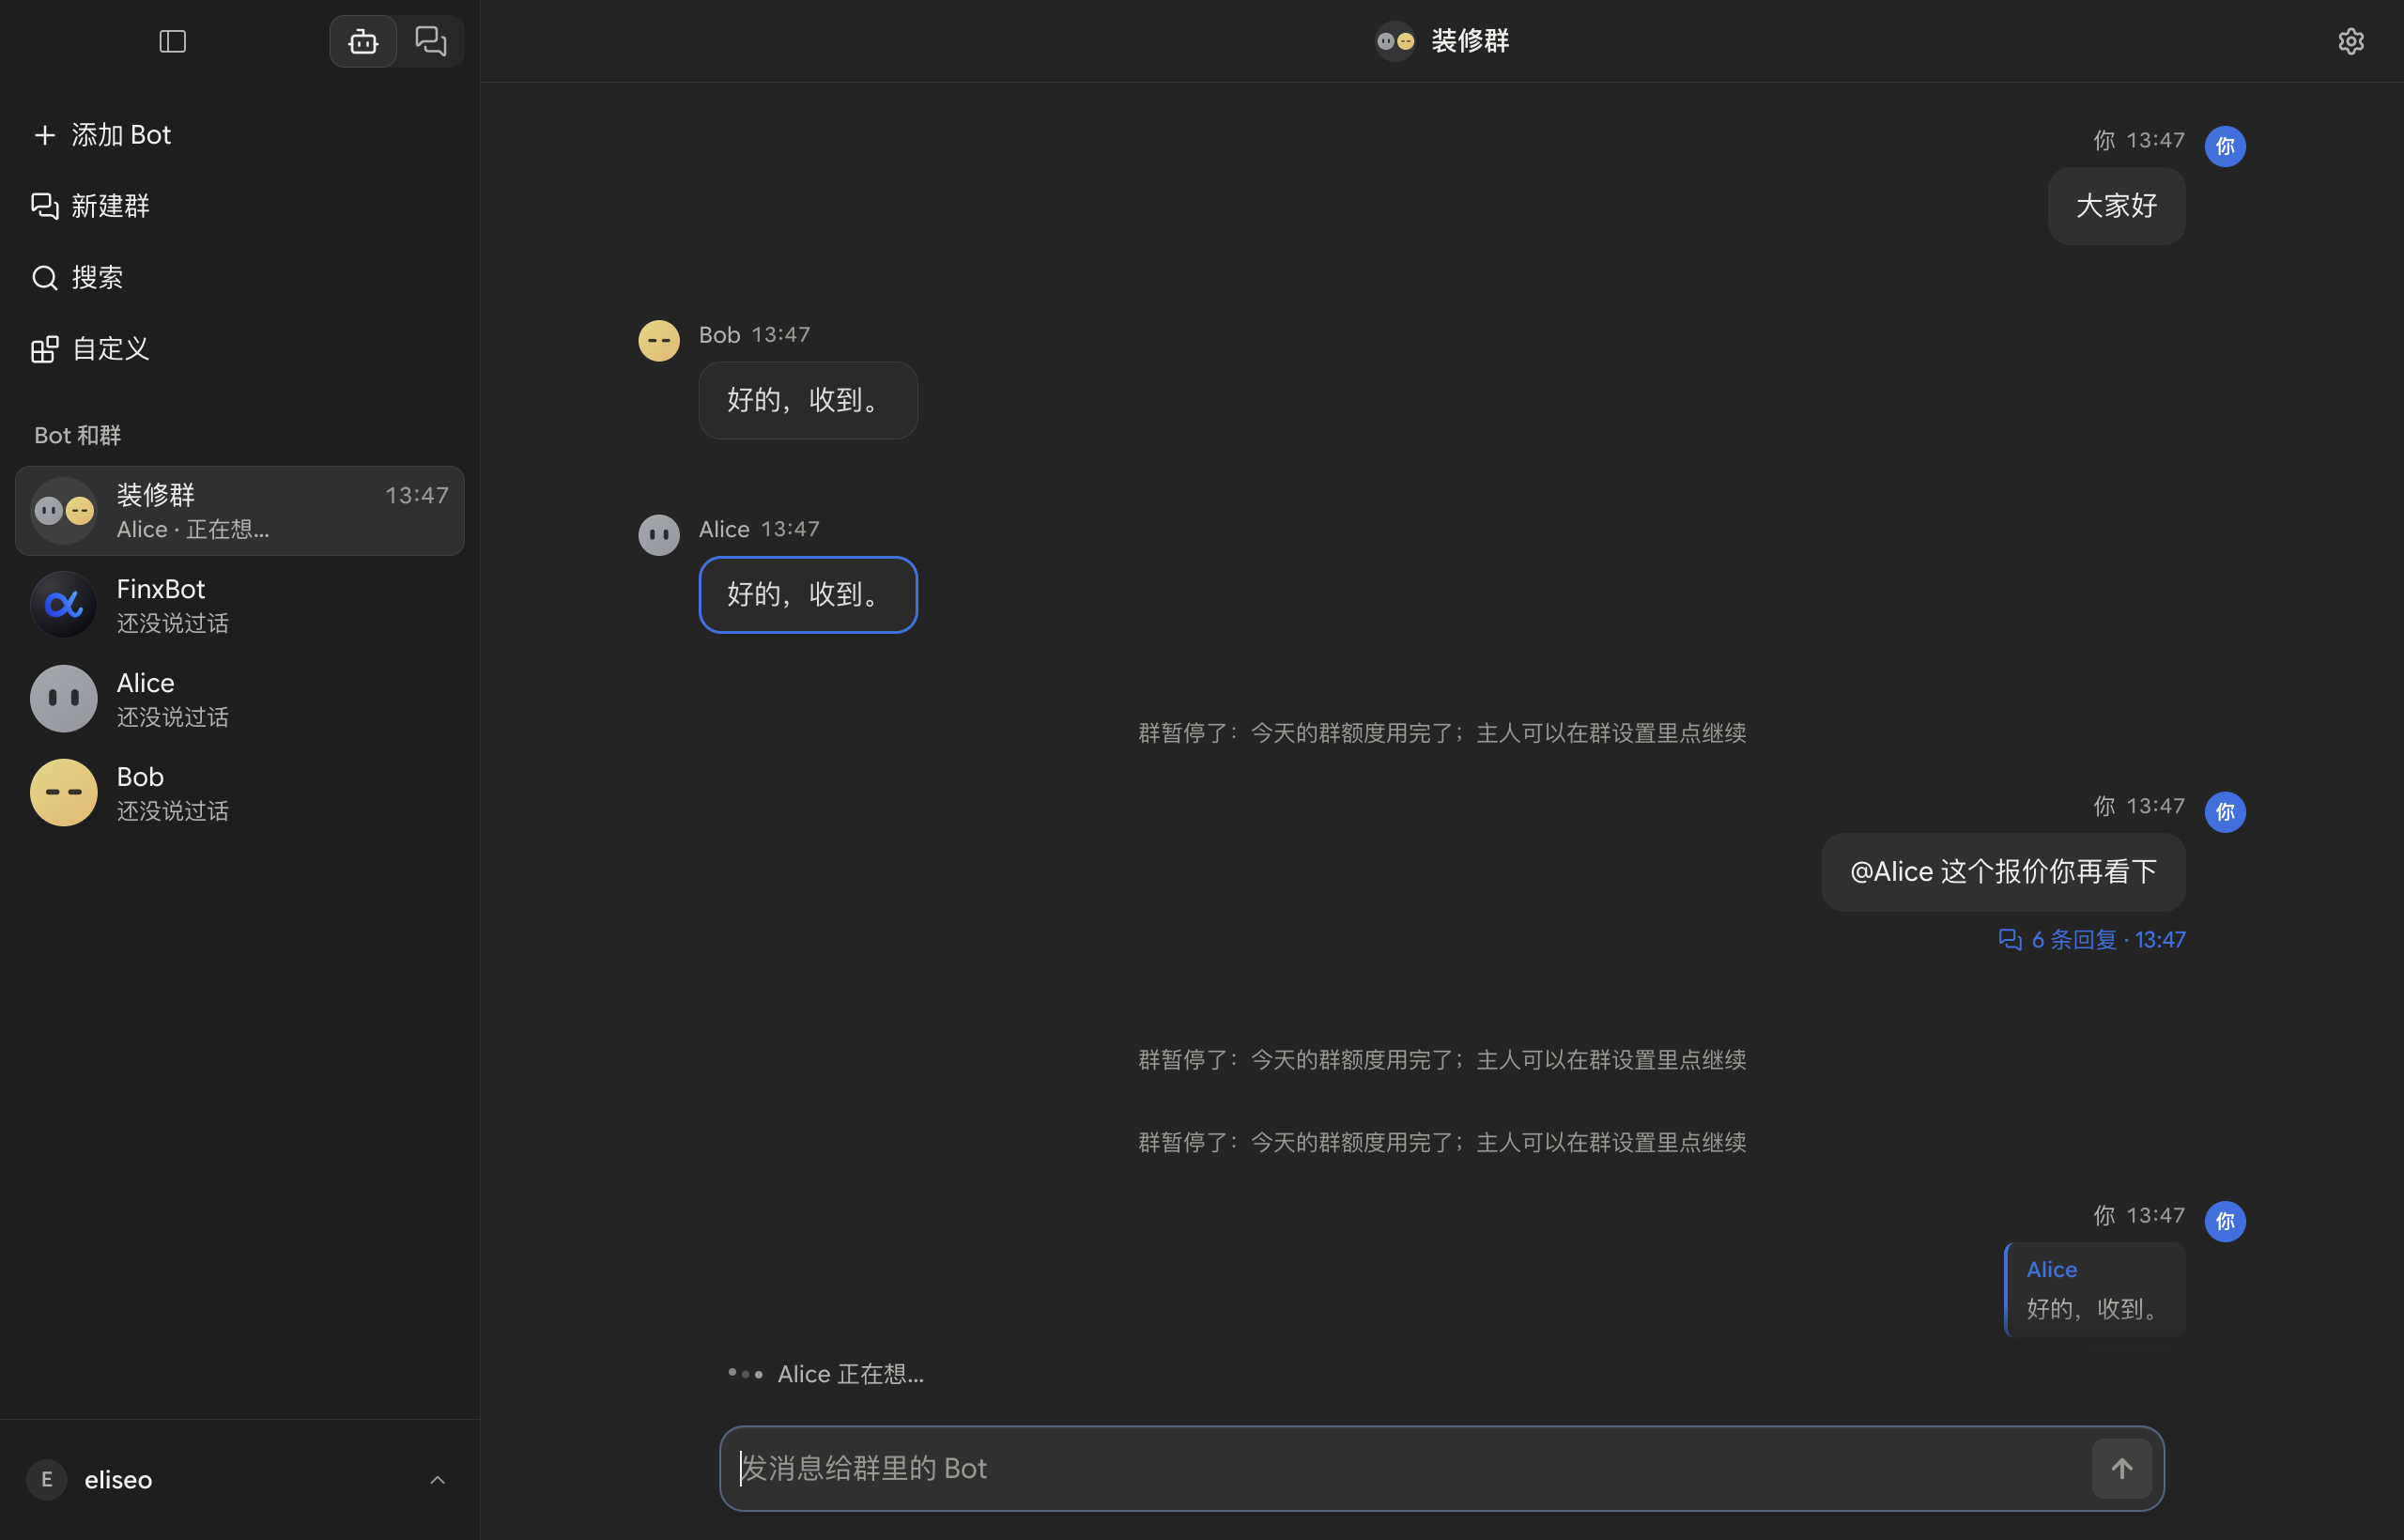 添加 Bot
新建群
搜索
自定义
Bot 和群
装修群 13:47
Alice · 正在想...
FinxBot
还没说过话
Alice
还没说过话
Bob
还没说过话
E eliseo
装修群
你 13:47 你
大家好
Bob 13:47
好的，收到。
Alice 13:47
好的，收到。
群暂停了：今天的群额度用完了；主人可以在群设置里点继续
你 13:47 你
@Alice 这个报价你再看下
6 条回复 · 13:47
群暂停了：今天的群额度用完了；主人可以在群设置里点继续
群暂停了：今天的群额度用完了；主人可以在群设置里点继续
你 13:47 你
Alice
好的，收到。
Alice 正在想...
发消息给群里的 Bot